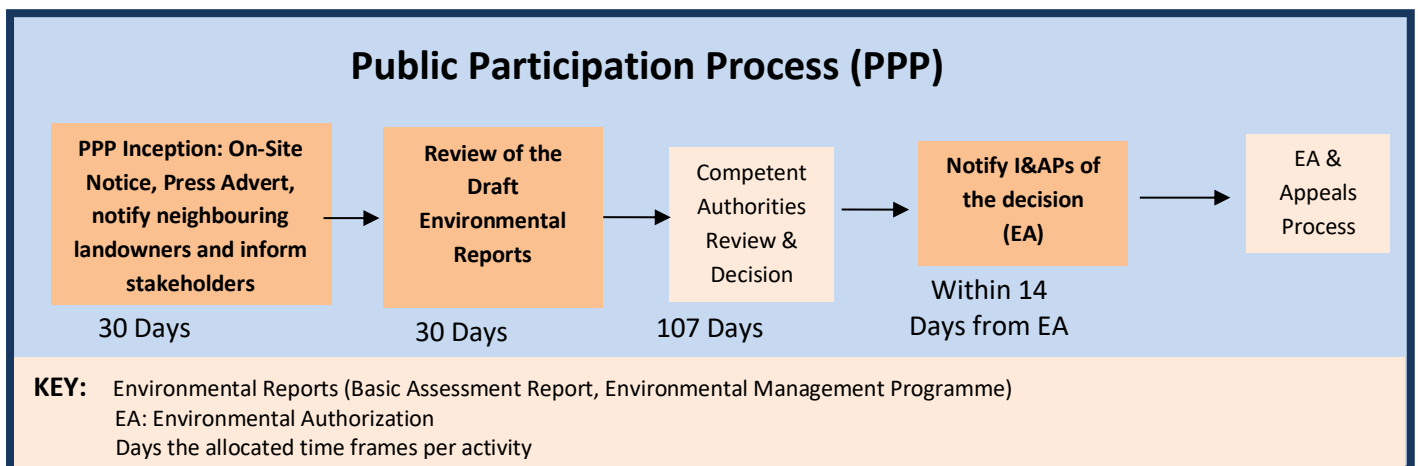 Public Participation Process (PPP)
PPP Inception: On-Site
Notice, Press Advert,
notify neighbouring
landowners and inform
stakeholders
30 Days
Review of the
Draft
Environmental
Reports
30 Days
Competent
Authorities
Review &
Decision
107 Days
Notify I&APs of
the decision
(EA)
Within 14
Days from EA
EA &
Appeals
Process
KEY: Environmental Reports (Basic Assessment Report, Environmental Management Programme)
EA: Environmental Authorization
Days the allocated time frames per activity